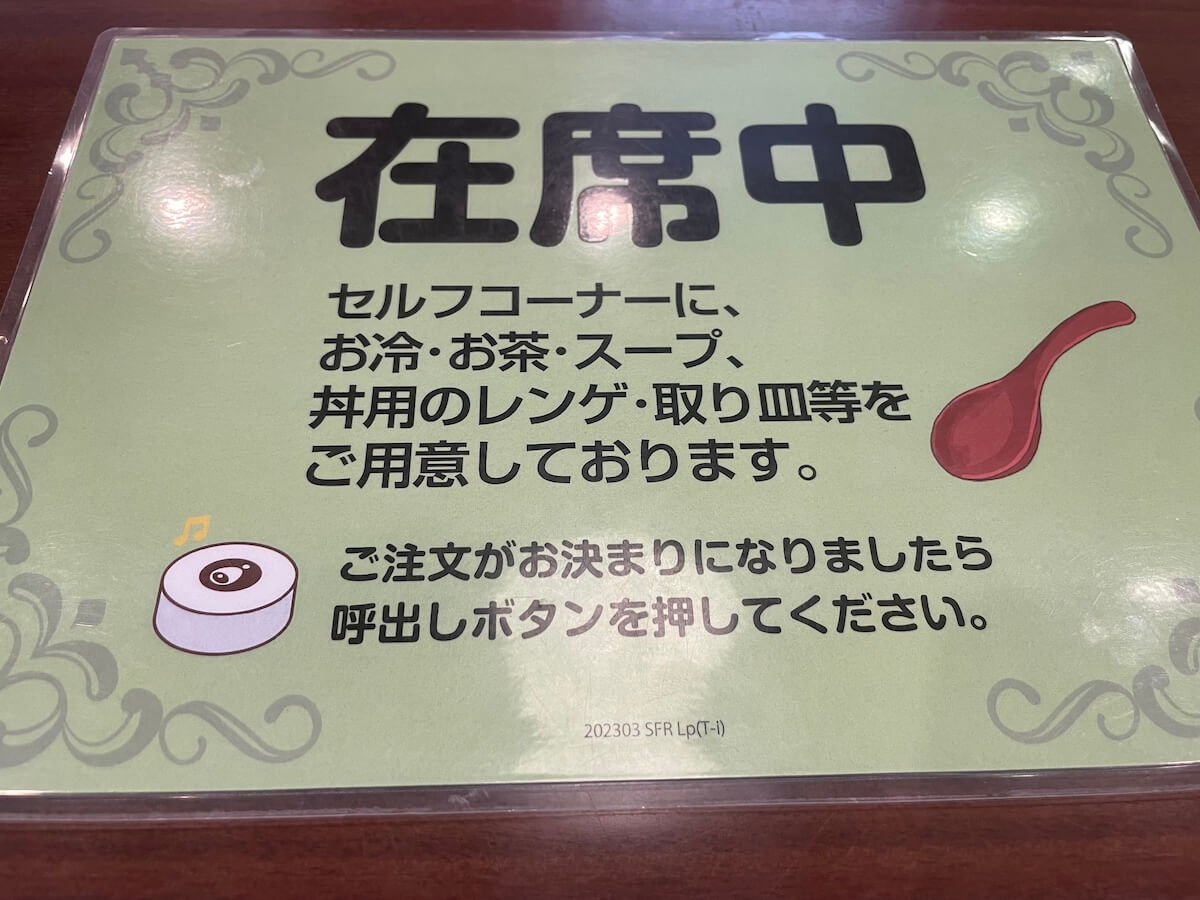 在席中
セルフコーナーに、
お冷･お茶･スープ、
丼用のレンゲ･取り皿等を
ご用意しております。
ご注文がお決まりになりましたら
呼出しボタンを押してください。
202303 SFR Lp(T-i)